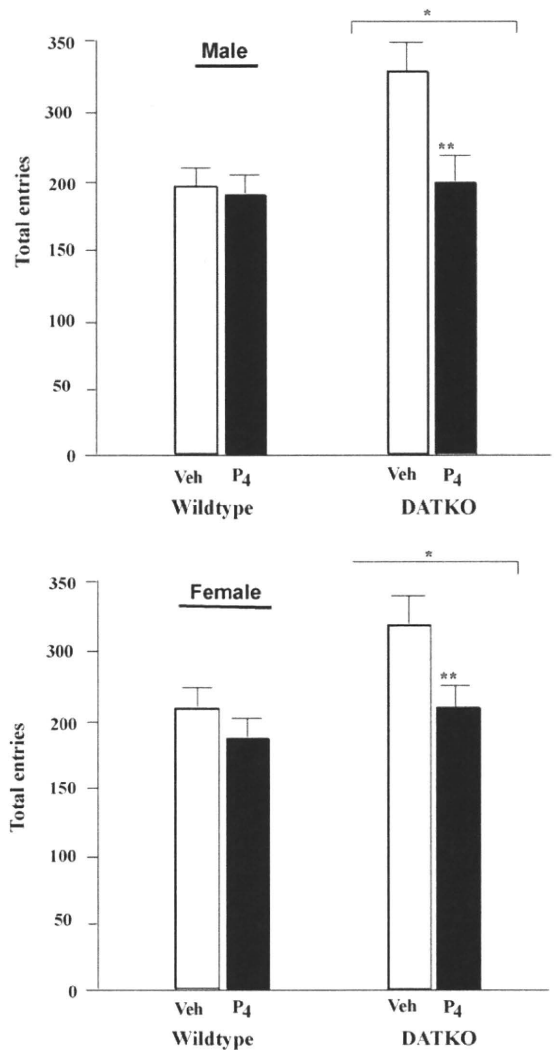 *
350
Male
300
**
200
Total entries
150
100
50
0
Veh P4 Veh P4
Wildtype DATKO
*
350
Female
300
**
200
Total entries
150
100
50
0
Veh P4 Veh P4
Wildtype DATKO